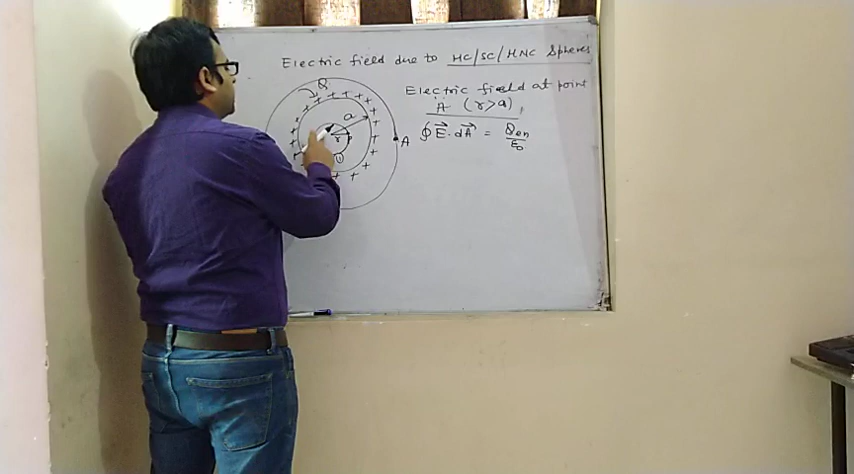 Electric field due to HC/SC/HNC Spheres
Electric field at point
A (r>a)
∮E⃗.dA⃗ = Qen/ε₀
Q
a
A
r